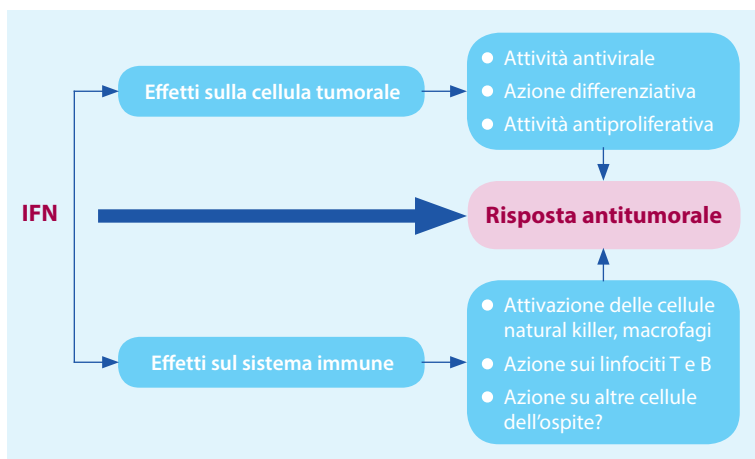 IFN
Effetti sulla cellula tumorale
Attività antivirale
Azione differenziativa
Attività antiproliferativa
Risposta antitumorale
Effetti sul sistema immune
Attivazione delle cellule
natural killer, macrofagi
Azione sui linfociti T e B
Azione su altre cellule
dell'ospite?